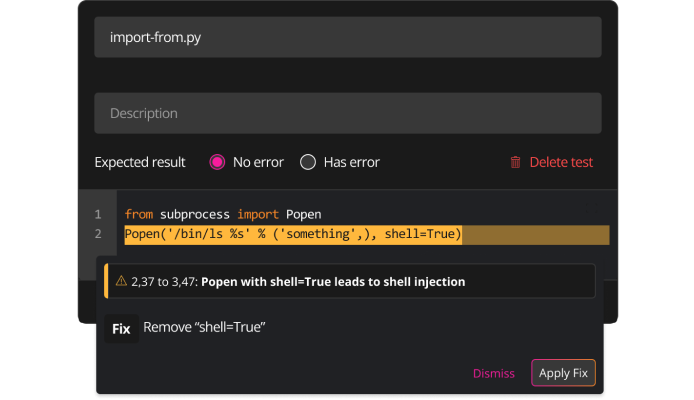 import-from.py
Description
Expected result No error Has error Delete test
1 from subprocess import Popen
2 Popen('/bin/ls %s' % ('something',), shell=True)
2,37 to 3,47: Popen with shell=True leads to shell injection
Fix Remove “shell=True”
Dismiss Apply Fix